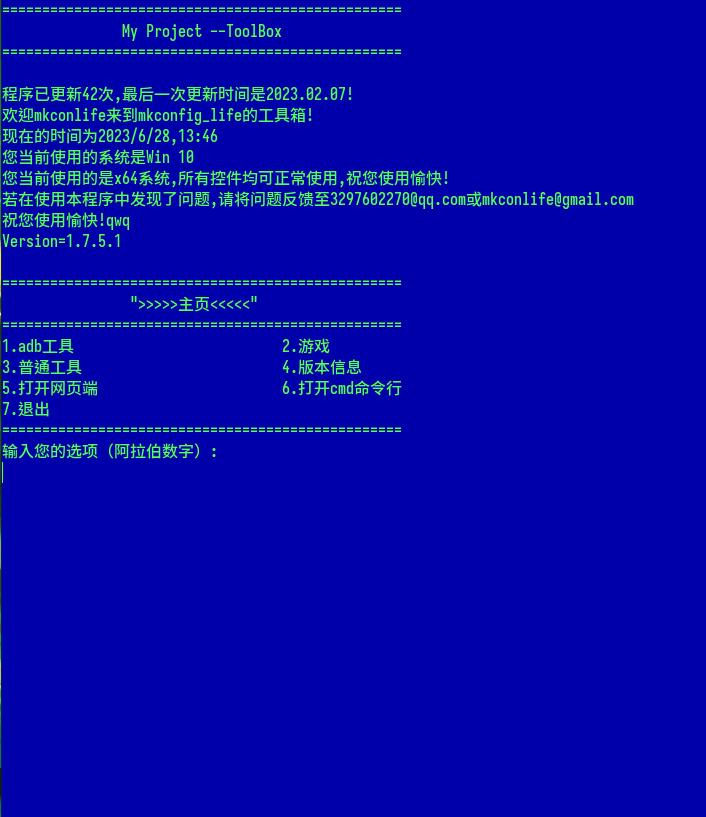 ==================================================
My Project --ToolBox
==================================================
程序已更新42次,最后一次更新时间是2023.02.07!
欢迎mkconlife来到mkconfig_life的工具箱!
现在的时间为2023/6/28,13:46
您当前使用的系统是Win 10
您当前使用的是x64系统,所有控件均可正常使用,祝您使用愉快!
若在使用本程序中发现了问题,请将问题反馈至3297602270@qq.com或mkconlife@gmail.com
祝您使用愉快!qwq
Version=1.7.5.1
==================================================
">>>>>主页<<<<<"
==================================================
1.adb工具 2.游戏
3.普通工具 4.版本信息
5.打开网页端 6.打开cmd命令行
7.退出
==================================================
输入您的选项（阿拉伯数字）: